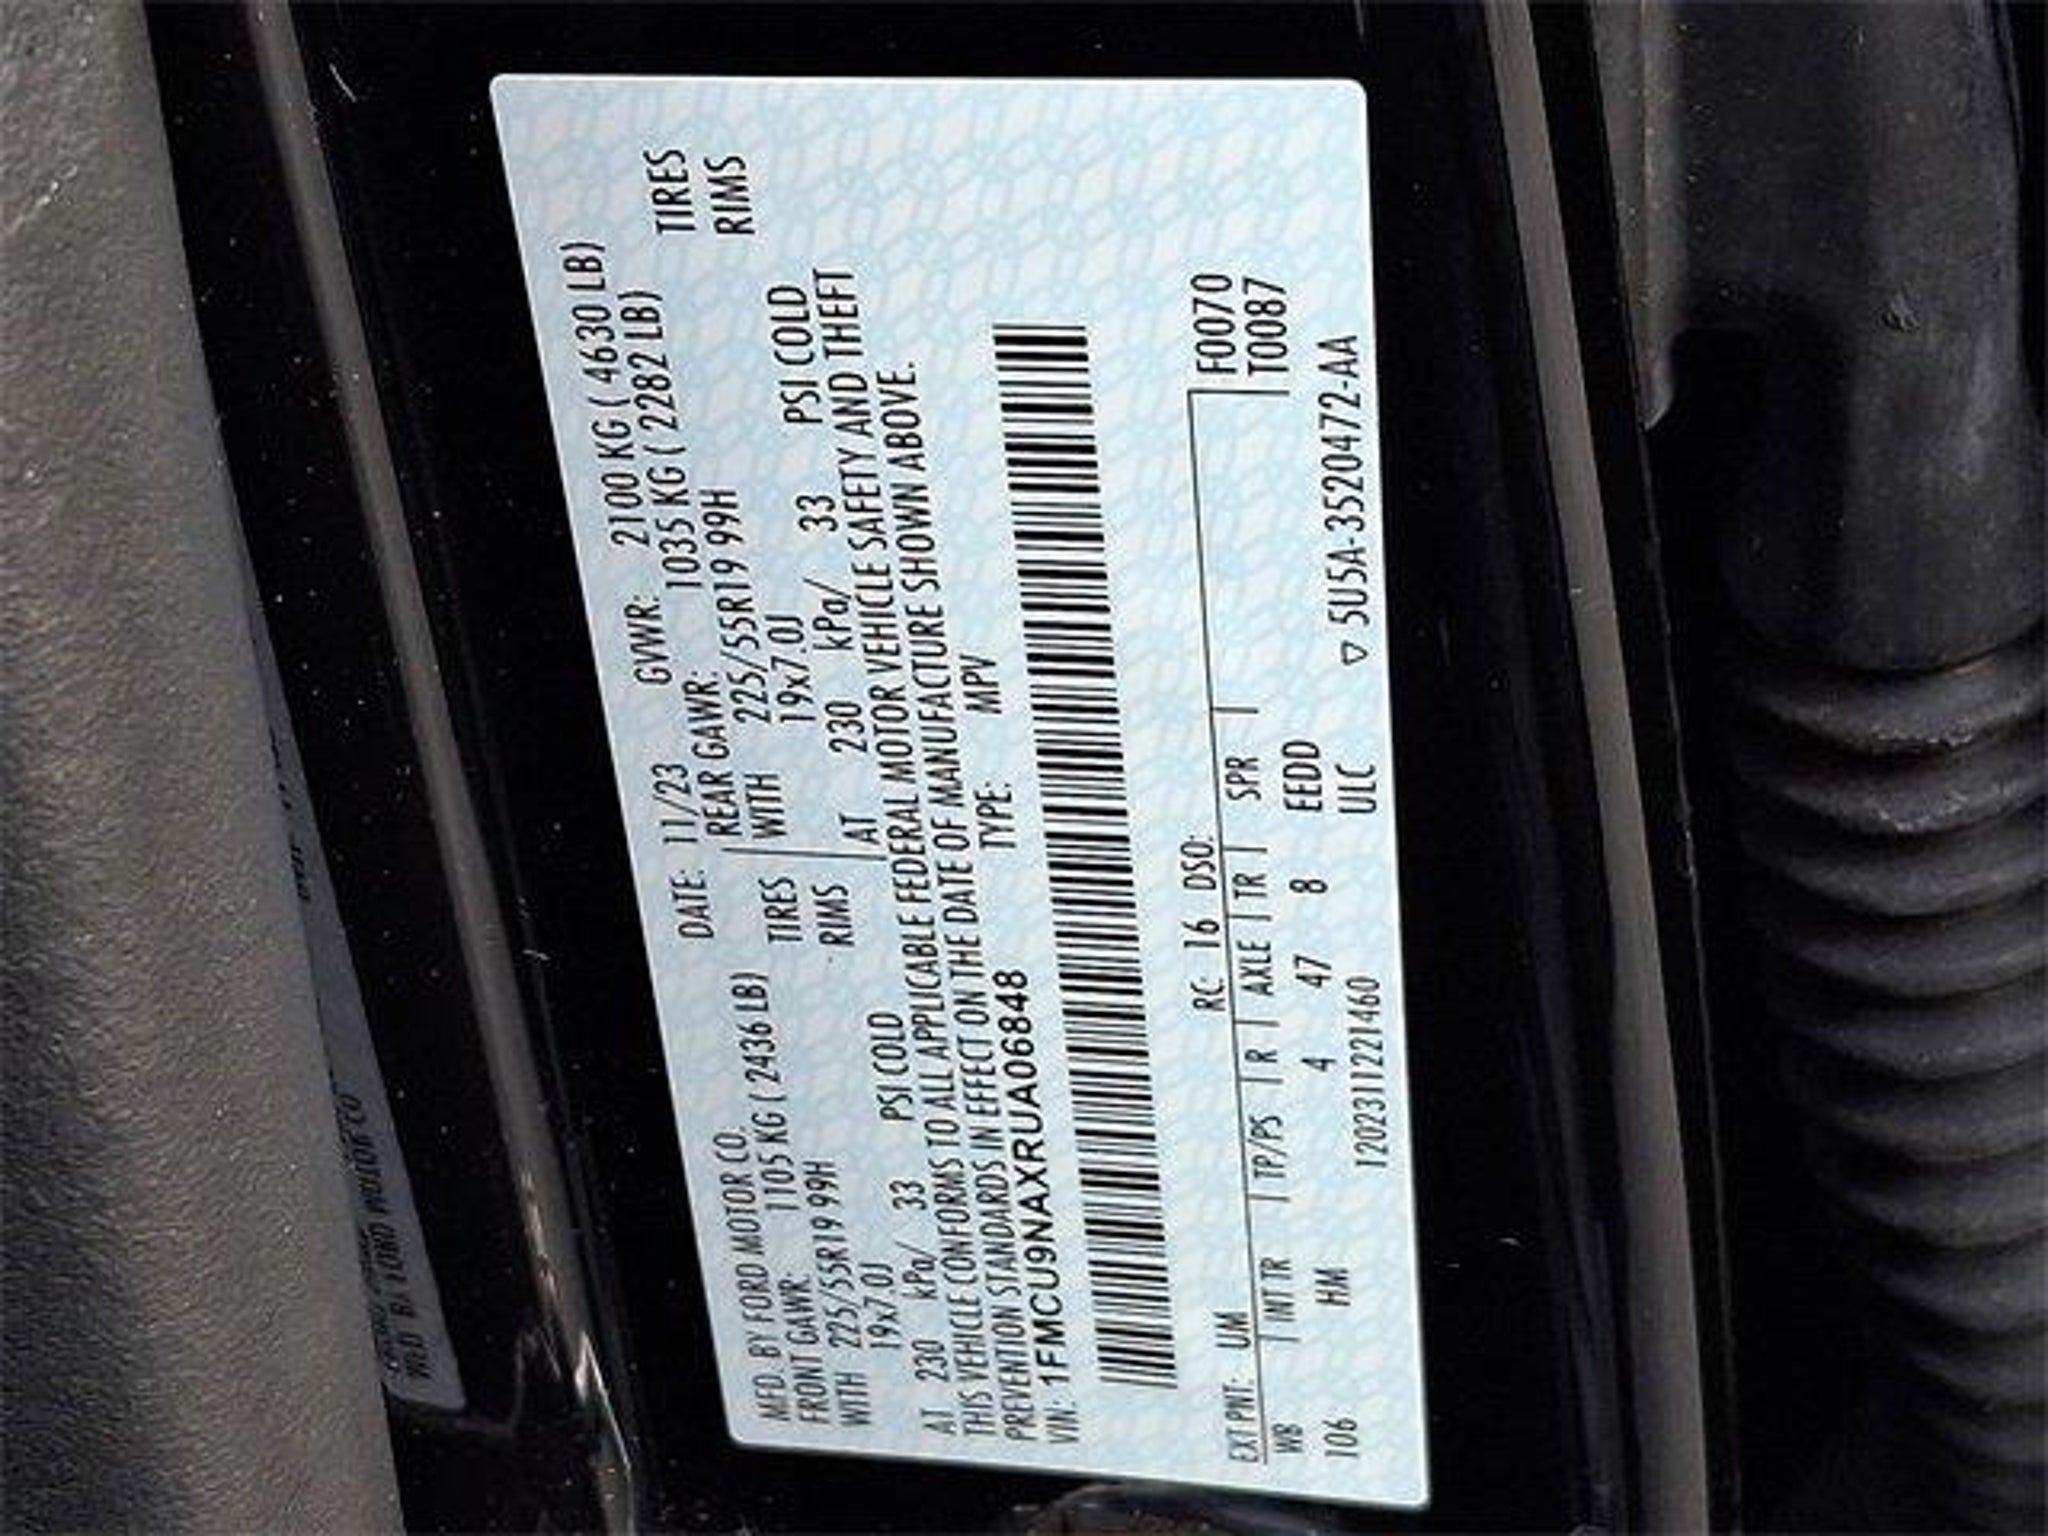 MFD. BY FORD MOTOR CO.
DATE: 11/23 GVWR: 2100 KG ( 4630 LB)
FRONT GAWR: 1105 KG ( 2436 LB) REAR GAWR: 1035 KG ( 2282 LB)
WITH 225/55R19 99H TIRES WITH 225/55R19 99H TIRES
19x7.0J RIMS 19x7.0J RIMS
AT 230 kPa/ 33 PSI COLD AT 230 kPa/ 33 PSI COLD
THIS VEHICLE CONFORMS TO ALL APPLICABLE FEDERAL MOTOR VEHICLE SAFETY AND THEFT
PREVENTION STANDARDS IN EFFECT ON THE DATE OF MANUFACTURE SHOWN ABOVE.
VIN: 1FMCU9NAXRUA06848 TYPE: MPV
EXT PNT: UM RC: 16 DSO: F0070
WB INT TR TP/PS R AXLE TR SPR T0087
106 HM 4 47 8 EEDD
12023112214​60 ULC ▽ 5U5A-3520472-AA
FORD MOTOR CO